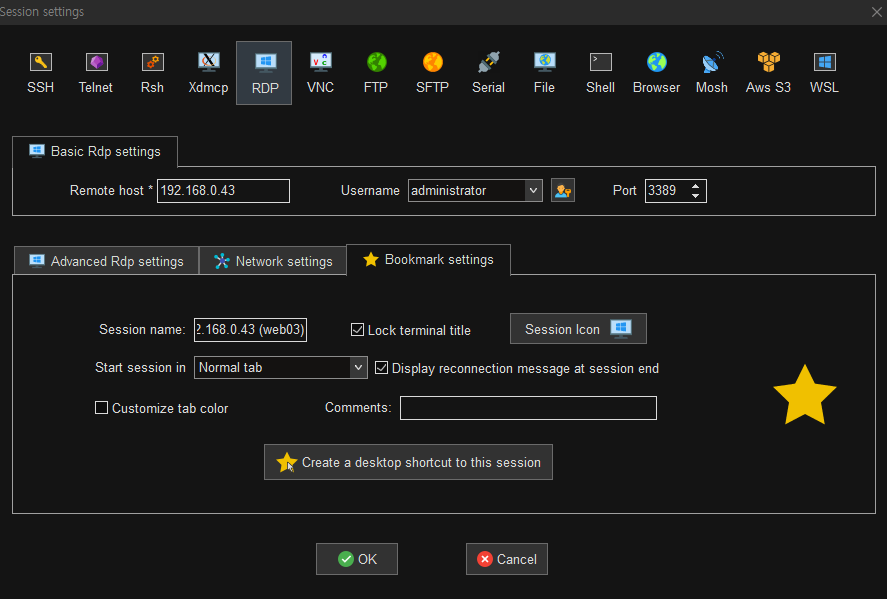 Session settings
SSH Telnet Rsh Xdmcp RDP VNC FTP SFTP Serial File Shell Browser Mosh Aws S3 WSL
Basic Rdp settings
Remote host * 192.168.0.43 Username administrator Port 3389
Advanced Rdp settings Network settings Bookmark settings
Session name: 2.168.0.43 (web03) Lock terminal title Session Icon
Start session in Normal tab Display reconnection message at session end
Customize tab color Comments:
Create a desktop shortcut to this session
OK Cancel